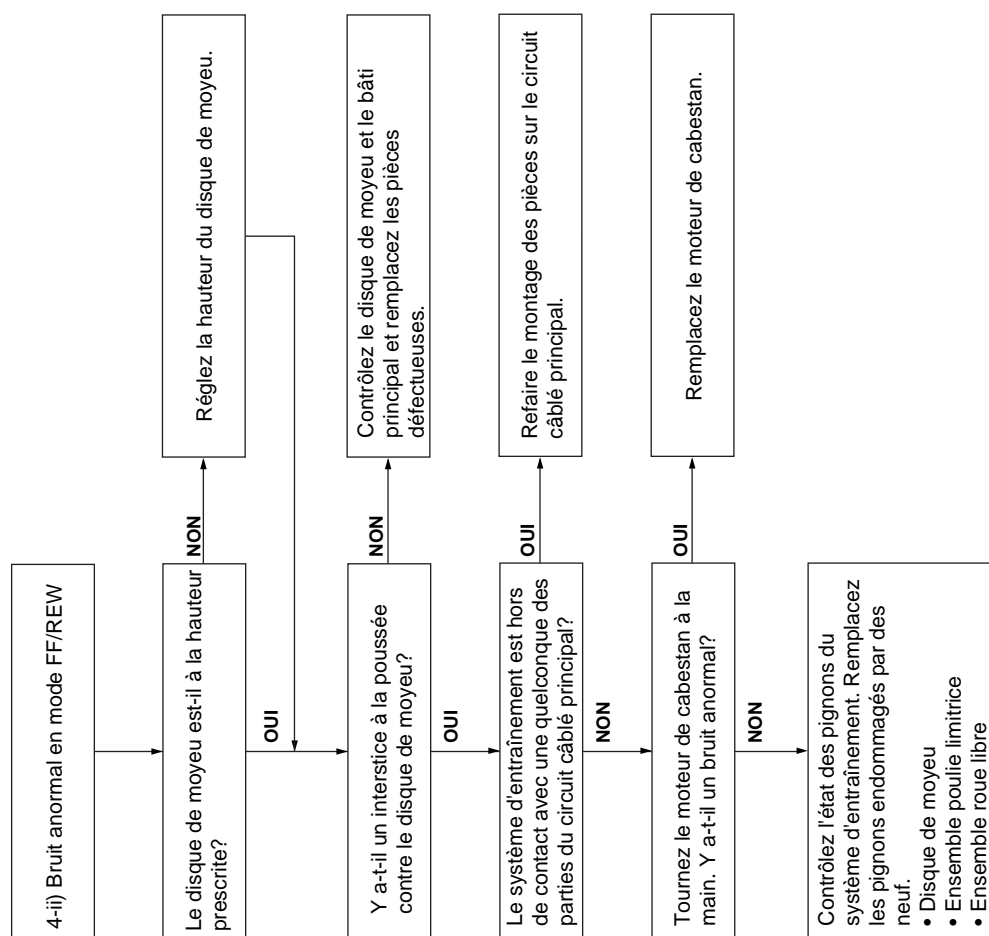 4-ii) Bruit anormal en mode FF/REW
Le disque de moyeu est-il à la hauteur
prescrite?
NON
Réglez la hauteur du disque de moyeu.
OUI
Y a-t-il un interstice à la poussée
contre le disque de moyeu?
NON
Contrôlez le disque de moyeu et le bâti
principal et remplacez les pièces
défectueuses.
OUI
Le système d'entraînement est hors
de contact avec une quelconque des
parties du circuit câblé principal?
OUI
Refaire le montage des pièces sur le circuit
câblé principal.
NON
Tournez le moteur de cabestan à la
main. Y a-t-il un bruit anormal?
OUI
Remplacez le moteur de cabestan.
NON
Contrôlez l'état des pignons du
système d'entraînement. Remplacez
les pignons endommagés par des
neuf.
• Disque de moyeu
• Ensemble poulie limitrice
• Ensemble roue libre